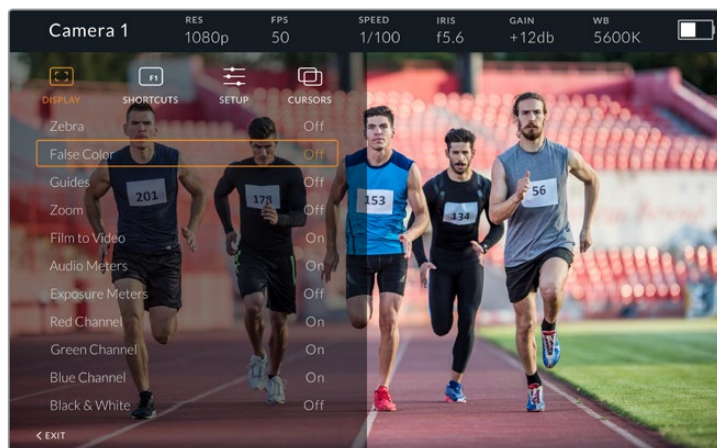 Camera 1
RES
1080p
FPS
50
SPEED
1/100
IRIS
f5.6
GAIN
+12db
WB
5600K
F1
DISPLAY
SHORTCUTS
SETUP
CURSORS
Zebra Off
False Color Off
Guides Off
Zoom Off
Film to Video On
Audio Meters On
Exposure Meters Off
Red Channel On
Green Channel On
Blue Channel On
Black & White Off
< EXIT
201
178
153
134
56